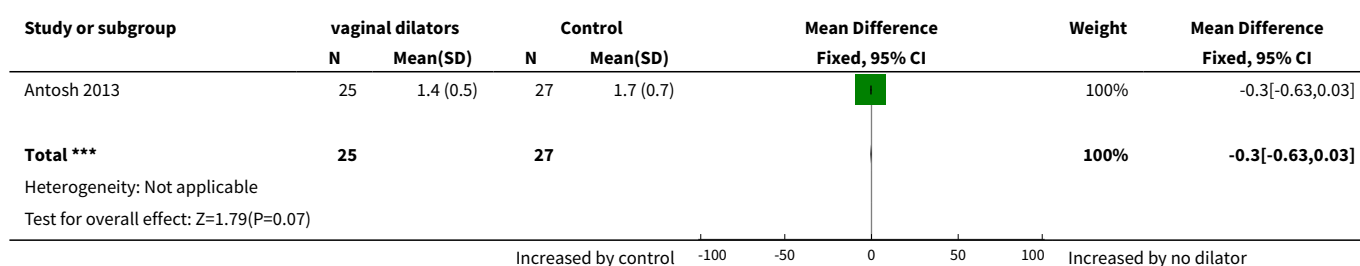 Study or subgroup vaginal dilators Control Mean Difference Weight Mean Difference
N Mean(SD) N Mean(SD) Fixed, 95% CI Fixed, 95% CI
Antosh 2013 25 1.4 (0.5) 27 1.7 (0.7) 100% -0.3[-0.63,0.03]
Total *** 25 27 100% -0.3[-0.63,0.03]
Heterogeneity: Not applicable
Test for overall effect: Z=1.79(P=0.07)
Increased by control -100 -50 0 50 100 Increased by no dilator